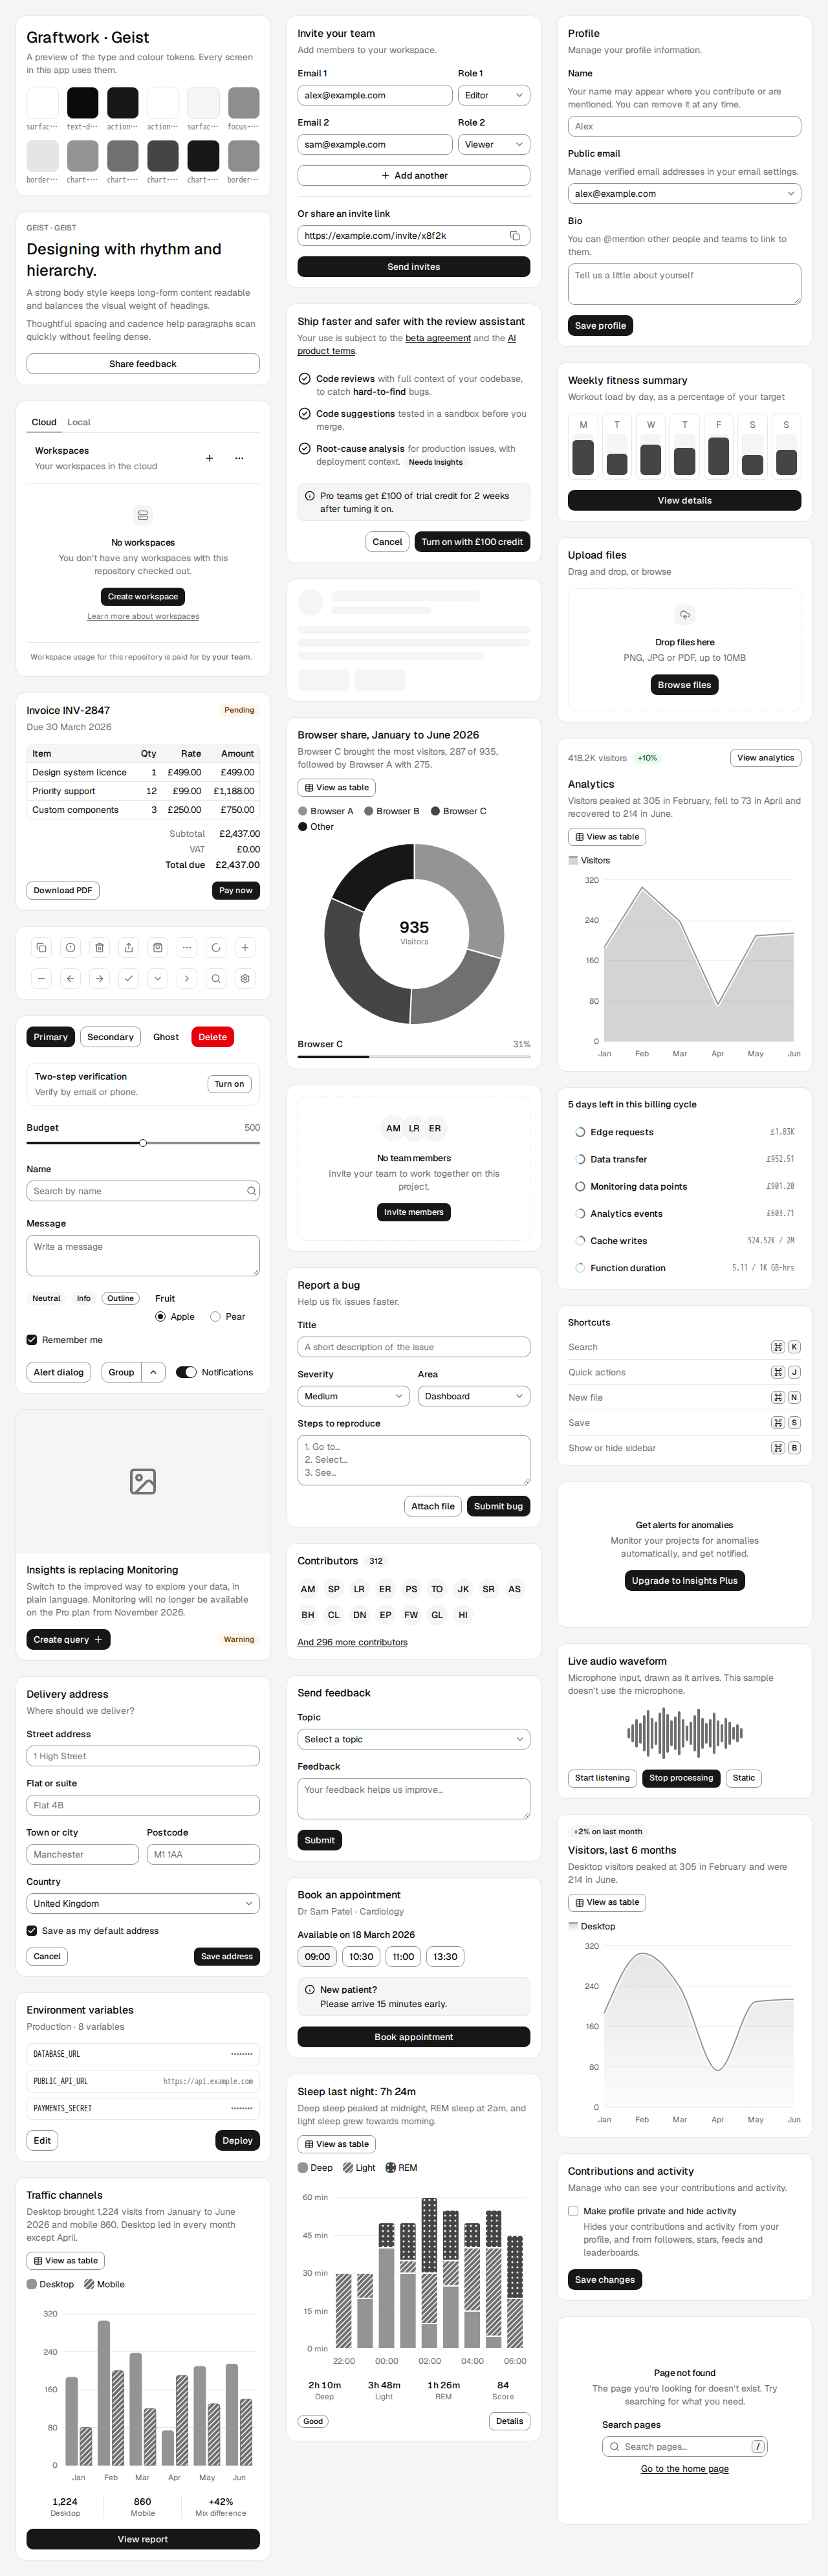 Graftwork · Geist
A preview of the type and colour tokens. Every screen
in this app uses them.
surfac··· text-d··· action··· action··· surfac··· focus-···
border··· chart-··· chart-··· chart-··· chart-··· border···
GEIST · GEIST
Designing with rhythm and
hierarchy.
A strong body style keeps long-form content readable
and balances the visual weight of headings.
Thoughtful spacing and cadence help paragraphs scan
quickly without feeling dense.
Share feedback
Cloud Local
Workspaces
Your workspaces in the cloud
No workspaces
You don't have any workspaces with this
repository checked out.
Create workspace
Learn more about workspaces
Workspace usage for this repository is paid for by your team.
Invoice INV-2847 Pending
Due 30 March 2026
Item Qty Rate Amount
Design system licence 1 £499.00 £499.00
Priority support 12 £99.00 £1,188.00
Custom components 3 £250.00 £750.00
Subtotal £2,437.00
VAT £0.00
Total due £2,437.00
Download PDF Pay now
Primary Secondary Ghost Delete
Two-step verification
Verify by email or phone.
Turn on
Budget 500
Name
Search by name
Message
Write a message
Neutral Info Outline
Fruit
Apple Pear
Remember me
Alert dialog Group Notifications
Insights is replacing Monitoring
Switch to the improved way to explore your data, in
plain language. Monitoring will no longer be available
on the Pro plan from November 2026.
Create query Warning
Delivery address
Where should we deliver?
Street address
1 High Street
Flat or suite
Flat 4B
Town or city Postcode
Manchester M1 1AA
Country
United Kingdom
Save as my default address
Cancel Save address
Environment variables
Production · 8 variables
DATABASE_URL ••••••••
PUBLIC_API_URL https://api.example.com
PAYMENTS_SECRET ••••••••
Edit Deploy
Traffic channels
Desktop brought 1,224 visits from January to June
2026 and mobile 860. Desktop led in every month
except April.
View as table
Desktop Mobile
320
240
160
80
0
Jan Feb Mar Apr May Jun
1,224 860 +42%
Desktop Mobile Mix difference
View report
Invite your team
Add members to your workspace.
Email 1 Role 1
alex@example.com Editor
Email 2 Role 2
sam@example.com Viewer
Add another
Or share an invite link
https://example.com/invite/x8f2k
Send invites
Ship faster and safer with the review assistant
Your use is subject to the beta agreement and the AI
product terms.
Code reviews with full context of your codebase,
to catch hard-to-find bugs.
Code suggestions tested in a sandbox before you
merge.
Root-cause analysis for production issues, with
deployment context. Needs Insights
Pro teams get £100 of trial credit for 2 weeks
after turning it on.
Cancel Turn on with £100 credit
Browser share, January to June 2026
Browser C brought the most visitors, 287 of 935,
followed by Browser A with 275.
View as table
Browser A Browser B Browser C
Other
935
Visitors
Browser C 31%
AM LR ER
No team members
Invite your team to work together on this
project.
Invite members
Report a bug
Help us fix issues faster.
Title
A short description of the issue
Severity Area
Medium Dashboard
Steps to reproduce
1. Go to...
2. Select...
3. See...
Attach file Submit bug
Contributors 312
AM SP LR ER PS TO JK SR AS
BH CL DN EP FW GL HI
And 296 more contributors
Send feedback
Topic
Select a topic
Feedback
Your feedback helps us improve...
Submit
Book an appointment
Dr Sam Patel · Cardiology
Available on 18 March 2026
09:00 10:30 11:00 13:30
New patient?
Please arrive 15 minutes early.
Book appointment
Sleep last night: 7h 24m
Deep sleep peaked at midnight, REM sleep at 2am, and
light sleep grew towards morning.
View as table
Deep Light REM
60 min
45 min
30 min
15 min
0 min
22:00 00:00 02:00 04:00 06:00
2h 10m 3h 48m 1h 26m 84
Deep Light REM Score
Good Details
Profile
Manage your profile information.
Name
Your name may appear where you contribute or are
mentioned. You can remove it at any time.
Alex
Public email
Manage verified email addresses in your email settings.
alex@example.com
Bio
You can @mention other people and teams to link to
them.
Tell us a little about yourself
Save profile
Weekly fitness summary
Workout load by day, as a percentage of your target
M T W T F S S
View details
Upload files
Drag and drop, or browse
Drop files here
PNG, JPG or PDF, up to 10MB
Browse files
418.2K visitors +10% View analytics
Analytics
Visitors peaked at 305 in February, fell to 73 in April and
recovered to 214 in June.
View as table
Visitors
320
240
160
80
0
Jan Feb Mar Apr May Jun
5 days left in this billing cycle
Edge requests £1.83K
Data transfer £952.51
Monitoring data points £901.20
Analytics events £603.71
Cache writes 524.52K / 2M
Function duration 5.11 / 1K GB-hrs
Shortcuts
Search ⌘ K
Quick actions ⌘ J
New file ⌘ N
Save ⌘ S
Show or hide sidebar ⌘ B
Get alerts for anomalies
Monitor your projects for anomalies
automatically, and get notified.
Upgrade to Insights Plus
Live audio waveform
Microphone input, drawn as it arrives. This sample
doesn't use the microphone.
Start listening Stop processing Static
+2% on last month
Visitors, last 6 months
Desktop visitors peaked at 305 in February and were
214 in June.
View as table
Desktop
320
240
160
80
0
Jan Feb Mar Apr May Jun
Contributions and activity
Manage who can see your contributions and activity.
Make profile private and hide activity
Hides your contributions and activity from your
profile, and from followers, stars, feeds and
leaderboards.
Save changes
Page not found
The page you're looking for doesn't exist. Try
searching for what you need.
Search pages
Search pages... /
Go to the home page